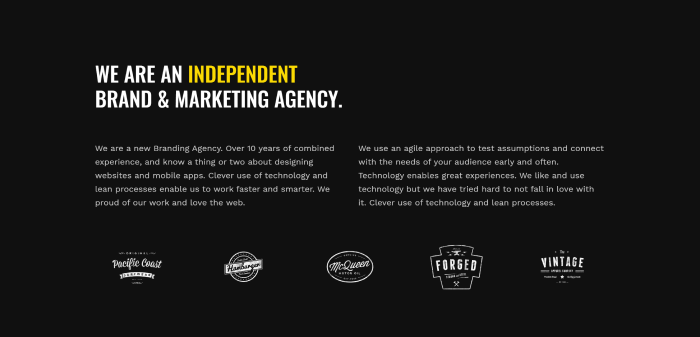 WE ARE AN INDEPENDENT
BRAND & MARKETING AGENCY.
We are a new Branding Agency. Over 10 years of combined
experience, and know a thing or two about designing
websites and mobile apps. Clever use of technology and
lean processes enable us to work faster and smarter. We
proud of our work and love the web.
We use an agile approach to test assumptions and connect
with the needs of your audience early and often.
Technology enables great experiences. We like and use
technology but we have tried hard to not fall in love with
it. Clever use of technology and lean processes.
Pacific Coast
Hamburger
McQueen
MOTOR OIL
FORGED
The
VINTAGE